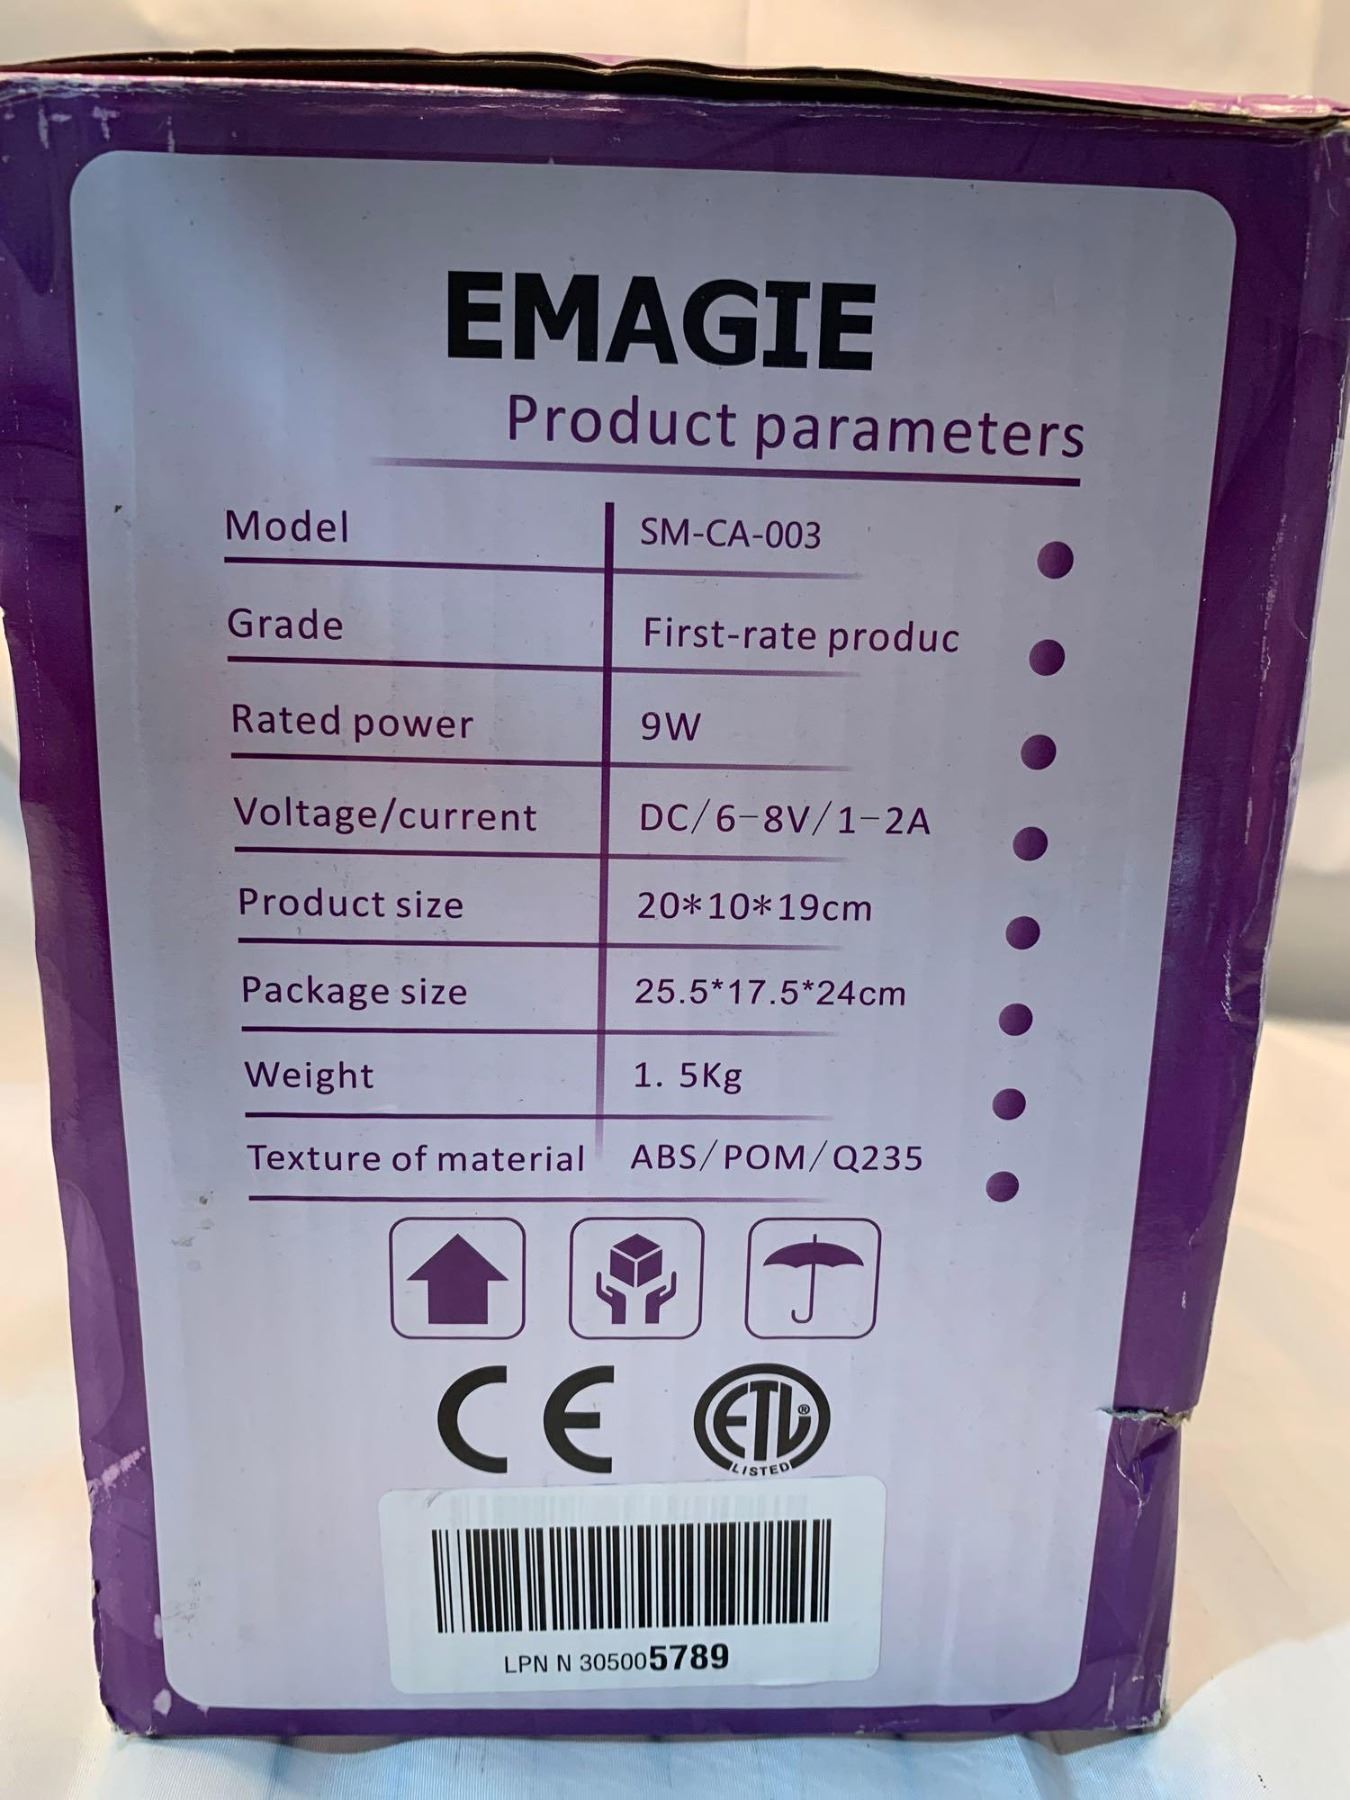 EMAGIE
Product parameters
Model SM-CA-003
Grade First-rate produc
Rated power 9W
Voltage/current DC/6-8V/1-2A
Product size 20*10*19cm
Package size 25.5*17.5*24cm
Weight 1. 5Kg
Texture of material ABS/POM/Q235
CE ETL®
LISTED
LPN N 305005789